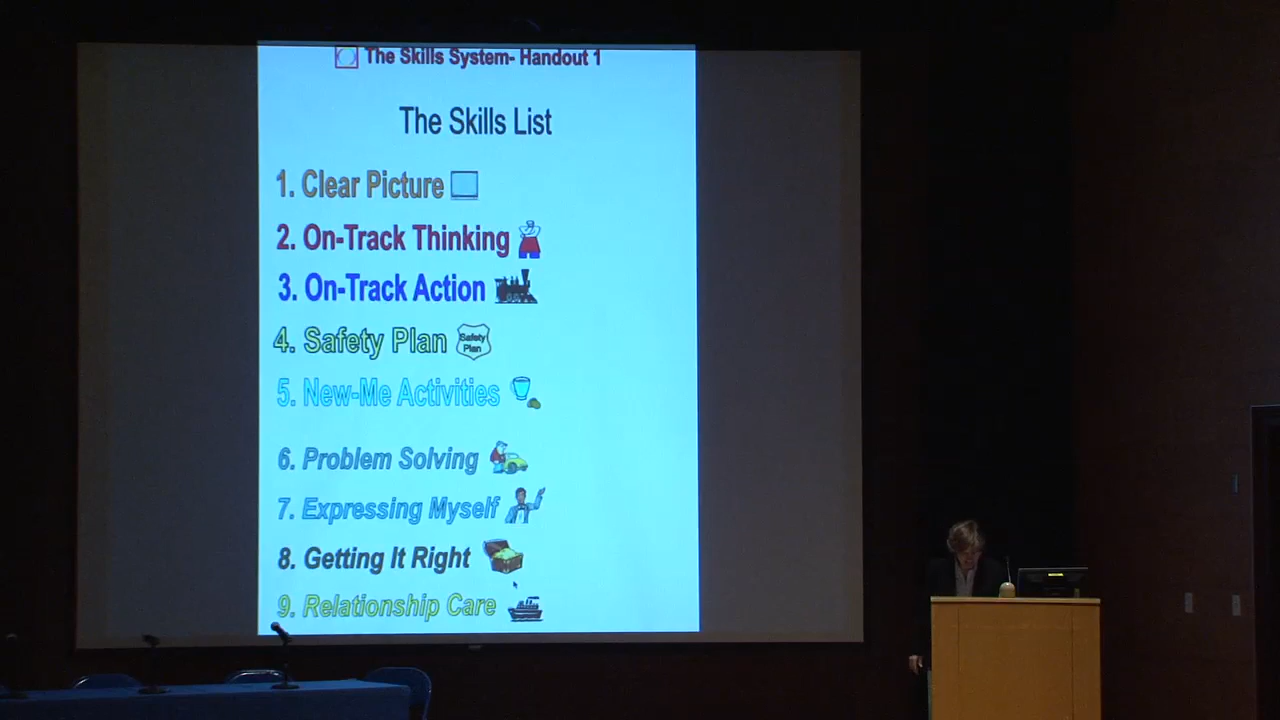 The Skills System- Handout 1
The Skills List
1. Clear Picture
2. On-Track Thinking
3. On-Track Action
4. Safety Plan
Safety
Plan
5. New-Me Activities
6. Problem Solving
7. Expressing Myself
8. Getting It Right
9. Relationship Care